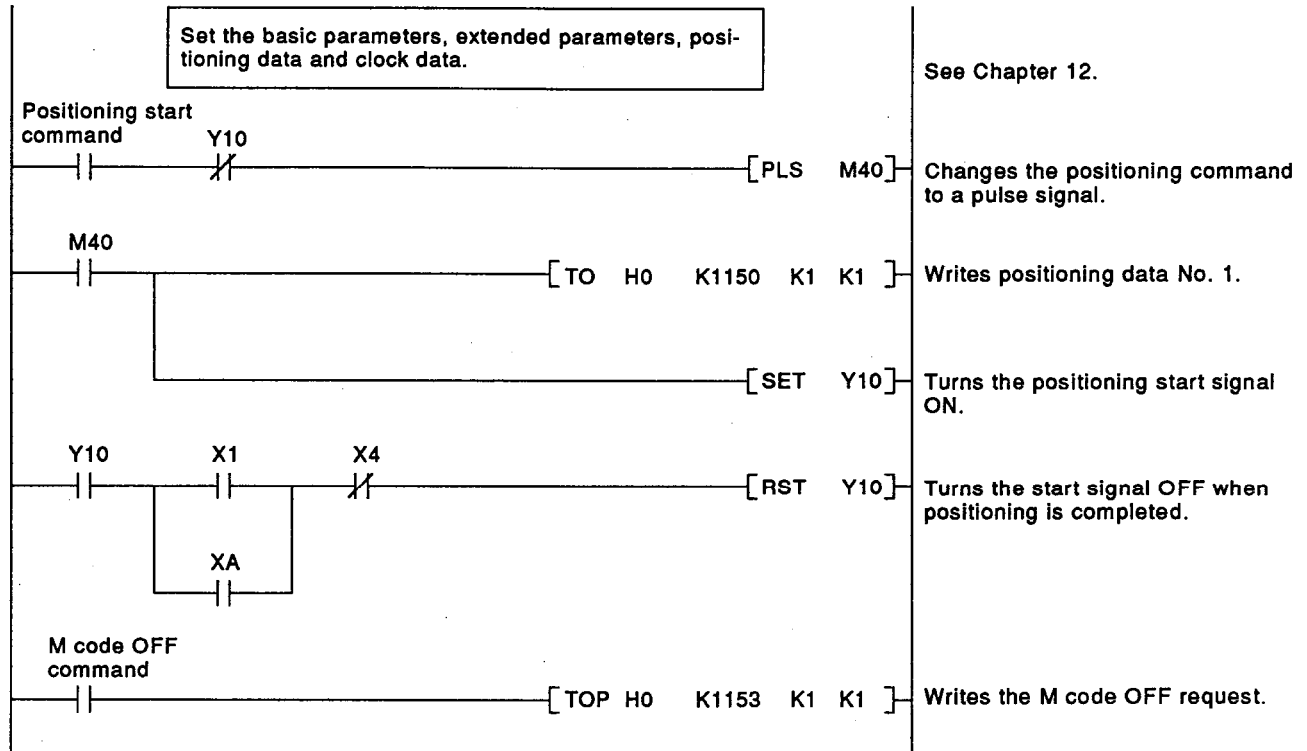 Set the basic parameters, extended parameters, posi-
tioning data and clock data.
See Chapter 12.
Positioning start
command
Y10
[PLS M40]
Changes the positioning command
to a pulse signal.
M40
[TO H0 K1150 K1 K1]
Writes positioning data No. 1.
[SET Y10]
Turns the positioning start signal
ON.
Y10 X1 X4
[RST Y10]
Turns the start signal OFF when
positioning is completed.
XA
M code OFF
command
[TOP H0 K1153 K1 K1]
Writes the M code OFF request.